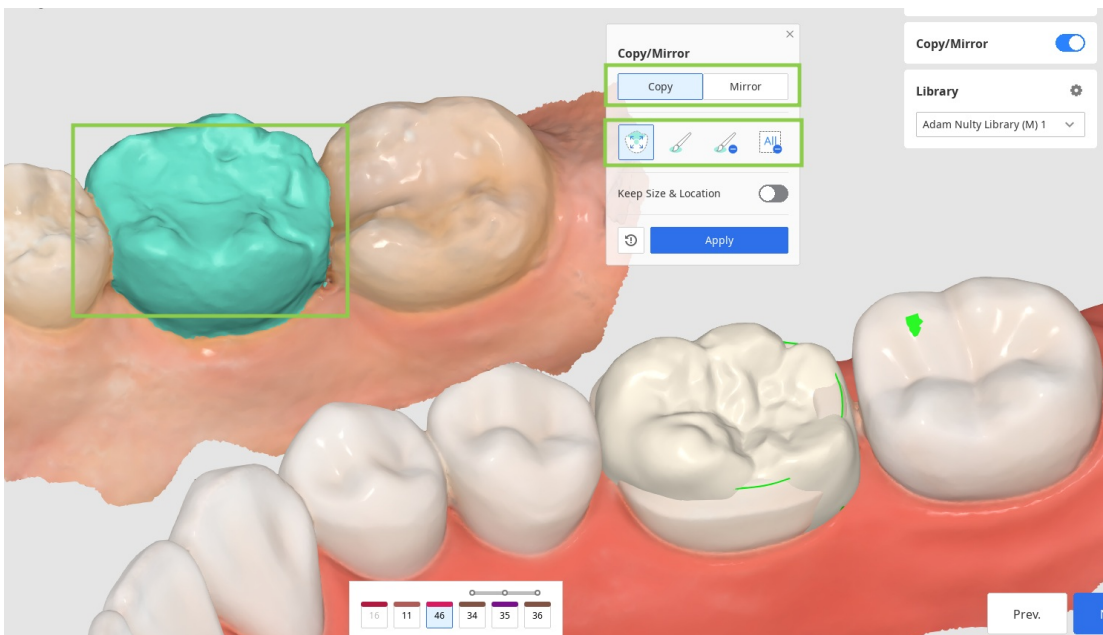 Copy/Mirror
Copy Mirror
All
Keep Size & Location
Apply
Copy/Mirror
Library
Adam Nulty Library (M) 1
16 11 46 34 35 36
Prev.